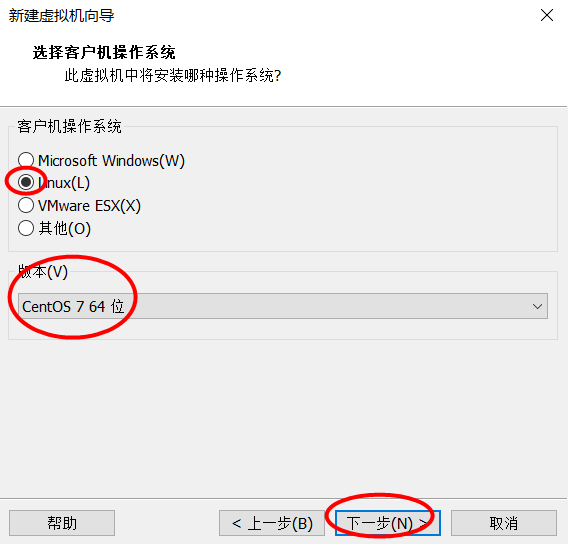 新建虚拟机向导
选择客户机操作系统
此虚拟机中将安装哪种操作系统?
客户机操作系统
Microsoft Windows(W)
Linux(L)
VMware ESX(X)
其他(O)
版本(V)
CentOS 7 64 位
帮助
< 上一步(B)
下一步(N) >
取消